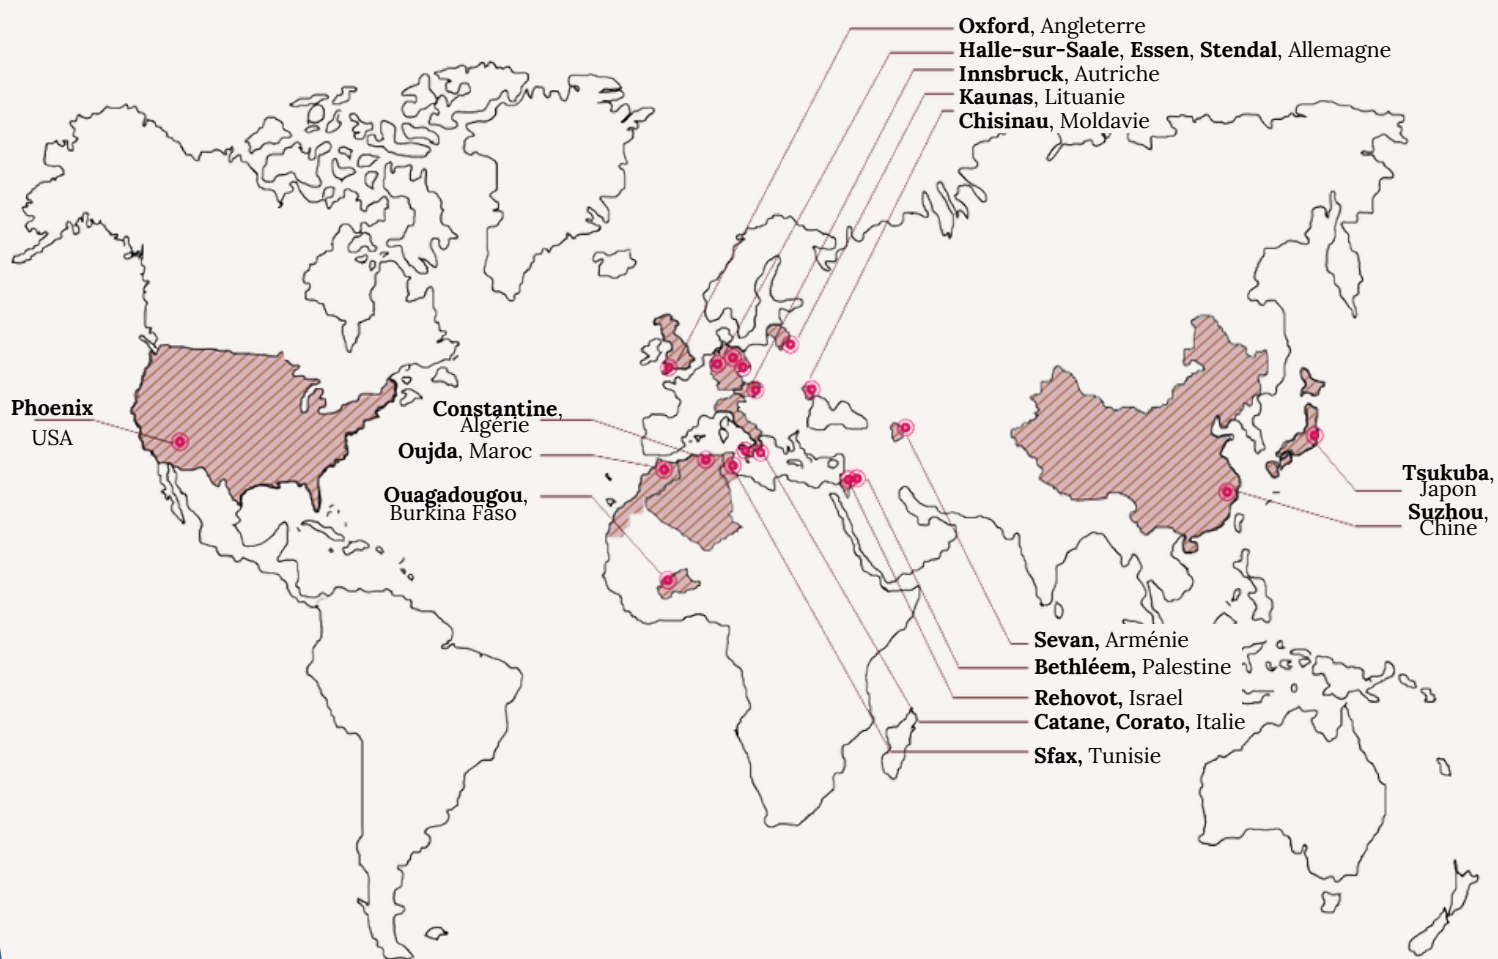 Oxford, Angleterre
Halle-sur-Saale, Essen, Stendal, Allemagne
Innsbruck, Autriche
Kaunas, Lituanie
Chisinau, Moldavie
Phoenix
USA
Constantine,
Algérie
Oujda, Maroc
Ouagadougou,
Burkina Faso
Tsukuba,
Japon
Suzhou,
Chine
Sevan, Arménie
Bethléem, Palestine
Rehovot, Israel
Catane, Corato, Italie
Sfax, Tunisie